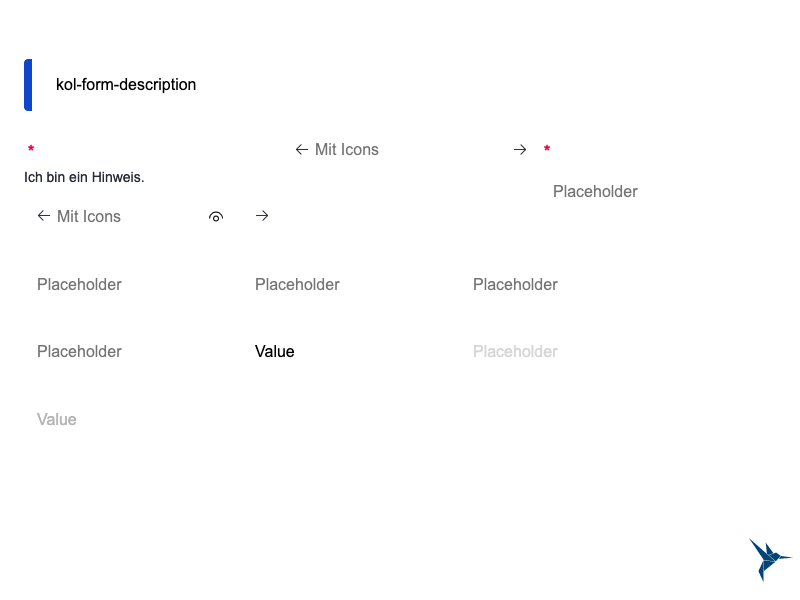 kol-form-description
* ← Mit Icons → *
Ich bin ein Hinweis.
Placeholder
← Mit Icons →
Placeholder Placeholder Placeholder
Placeholder Value Placeholder
Value